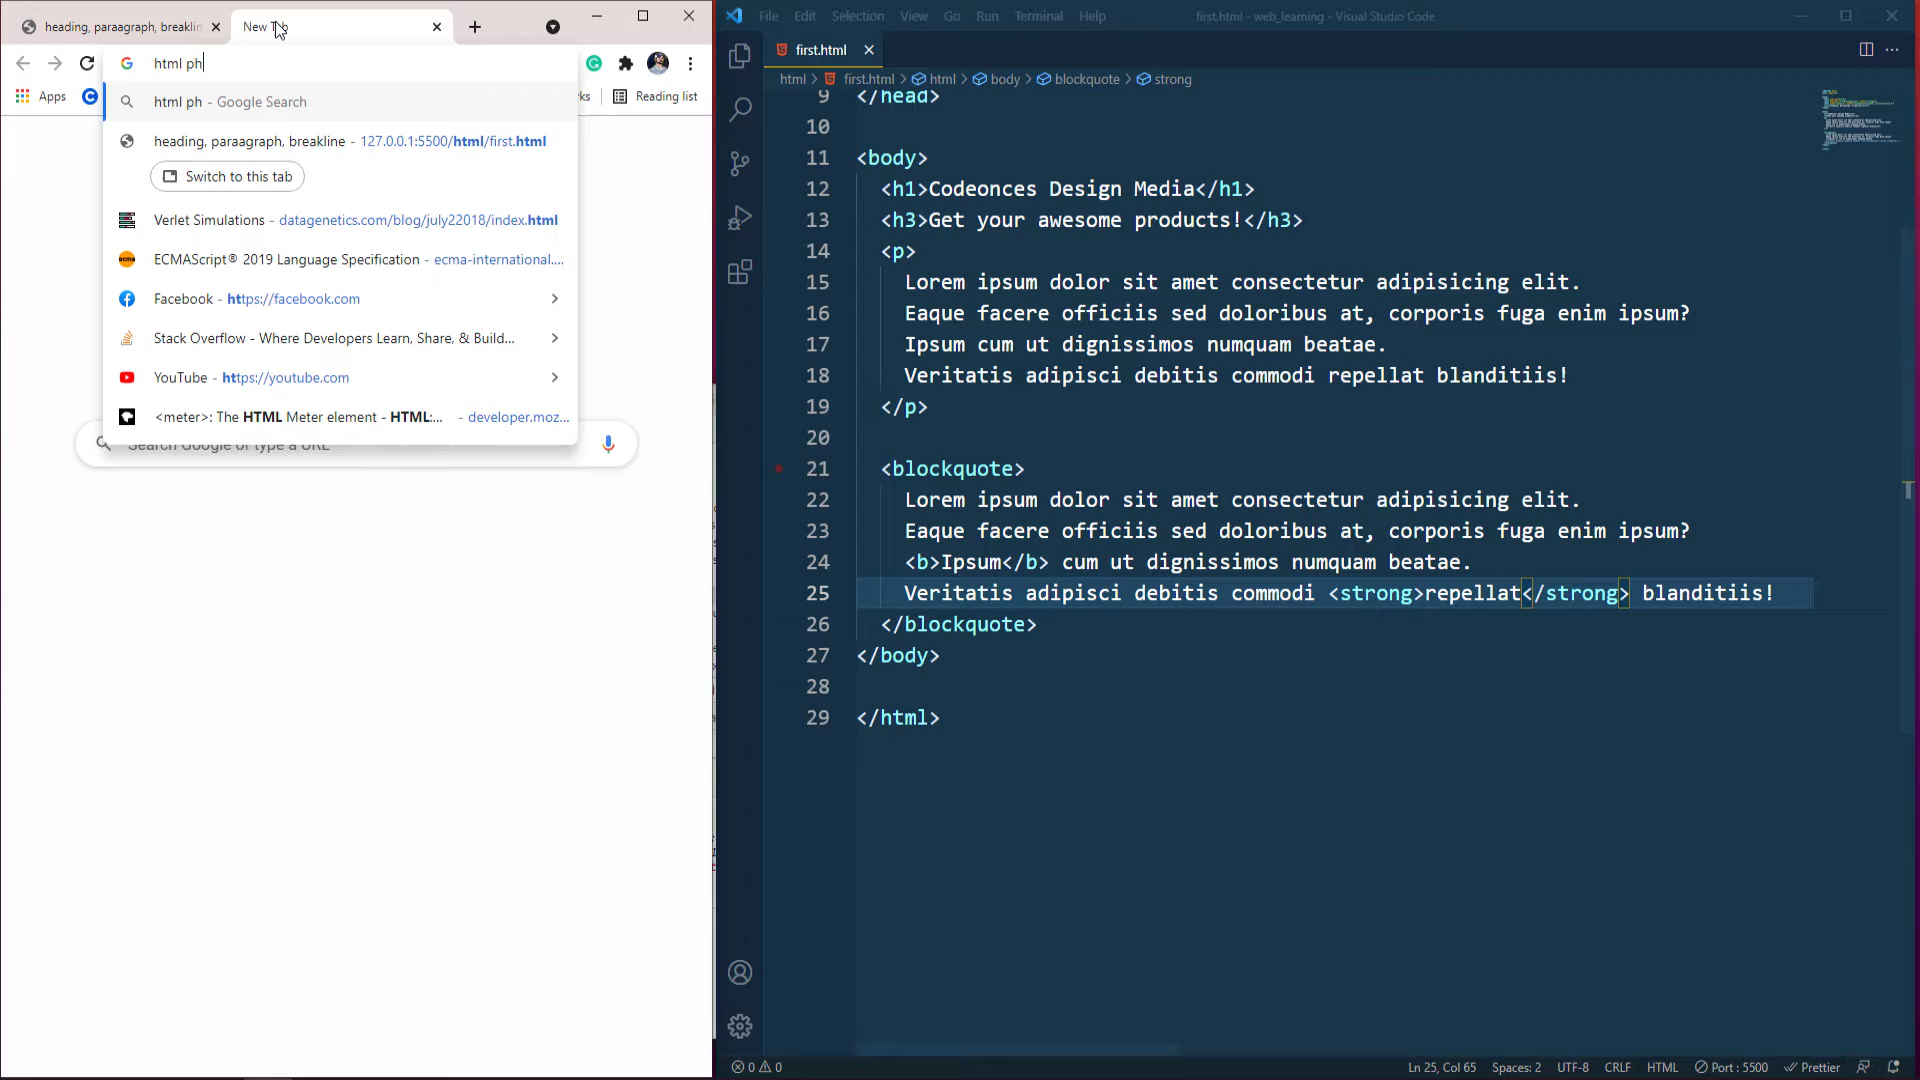 heading, paragraph, breaklin
New T
html ph
Apps
ks
Reading list
html ph - Google Search
heading, paragraph, breakline - 127.0.0.1:5500/html/first.html
Switch to this tab
Verlet Simulations - datagenetics.com/blog/july22018/index.html
ECMAScript® 2019 Language Specification - ecma-international....
Facebook - https://facebook.com
Stack Overflow - Where Developers Learn, Share, & Build...
YouTube - https://youtube.com
<meter>: The HTML Meter element - HTML:... - developer.moz...
Search Google or type a URL
File Edit Selection View Go Run Terminal Help
first.html - web_learning - Visual Studio Code
first.html
html > first.html > html > body > blockquote > strong
9 </head>
10
11 <body>
12 <h1>Codeonces Design Media</h1>
13 <h3>Get your awesome products!</h3>
14 <p>
15 Lorem ipsum dolor sit amet consectetur adipisicing elit.
16 Eaque facere officiis sed doloribus at, corporis fuga enim ipsum?
17 Ipsum cum ut dignissimos numquam beatae.
18 Veritatis adipisci debitis commodi repellat blanditiis!
19 </p>
20
21 <blockquote>
22 Lorem ipsum dolor sit amet consectetur adipisicing elit.
23 Eaque facere officiis sed doloribus at, corporis fuga enim ipsum?
24 <b>Ipsum</b> cum ut dignissimos numquam beatae.
25 Veritatis adipisci debitis commodi <strong>repellat</strong> blanditiis!
26 </blockquote>
27 </body>
28
29 </html>
0 0
Ln 25, Col 65 Spaces: 2 UTF-8 CRLF HTML Port : 5500 Prettier